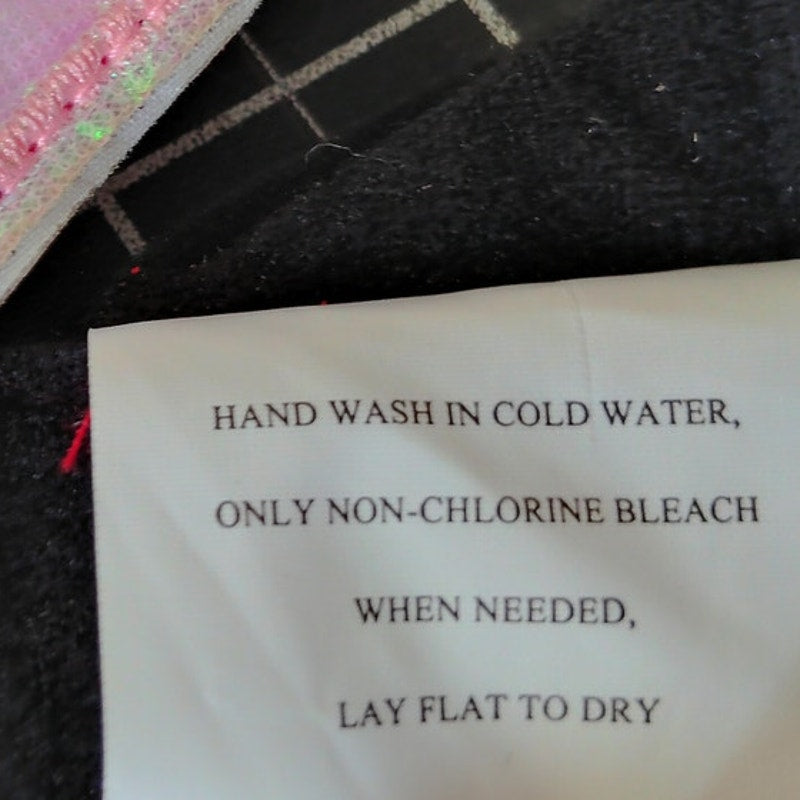 HAND WASH IN COLD WATER,
ONLY NON-CHLORINE BLEACH
WHEN NEEDED,
LAY FLAT TO DRY